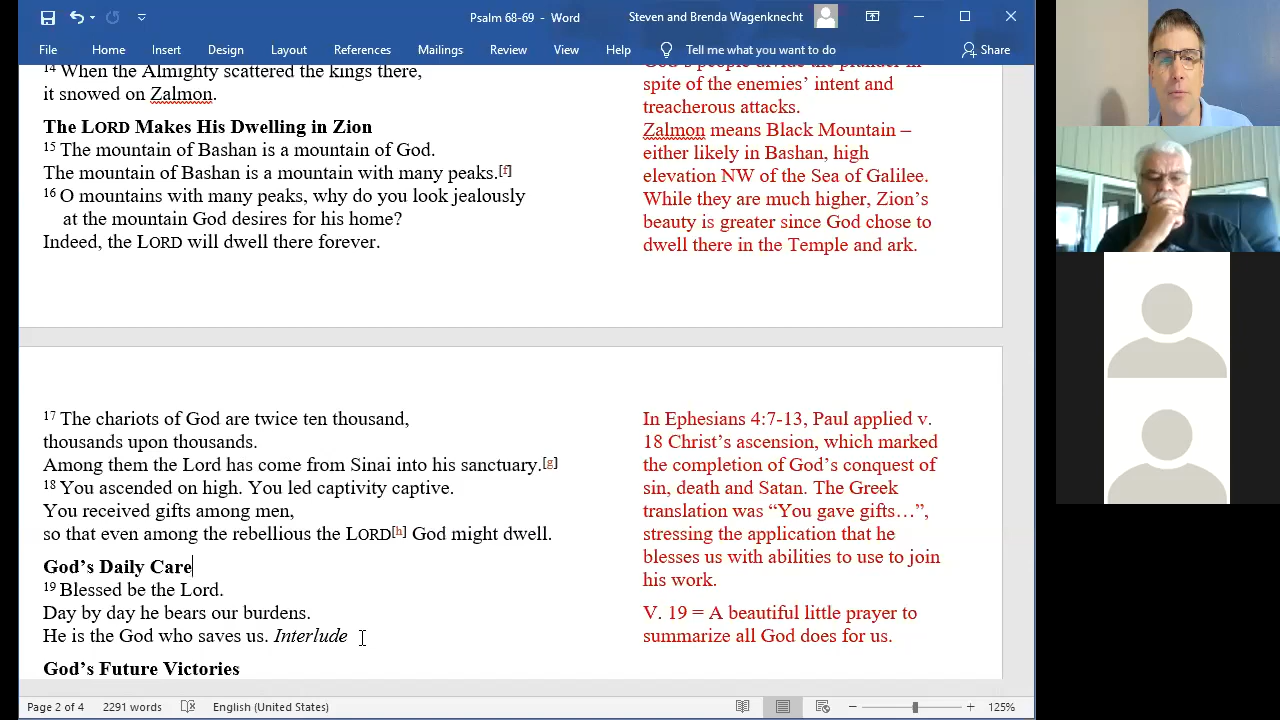 Psalm 68-69 - Word
Steven and Brenda Wagenknecht
File Home Insert Design Layout References Mailings Review View Help Tell me what you want to do Share
14 When the Almighty scattered the kings there,
it snowed on Zalmon.
The LORD Makes His Dwelling in Zion
15 The mountain of Bashan is a mountain of God.
The mountain of Bashan is a mountain with many peaks.[f]
16 O mountains with many peaks, why do you look jealously
at the mountain God desires for his home?
Indeed, the LORD will dwell there forever.
God's people divide the plunder in
spite of the enemies' intent and
treacherous attacks.
Zalmon means Black Mountain –
either likely in Bashan, high
elevation NW of the Sea of Galilee.
While they are much higher, Zion's
beauty is greater since God chose to
dwell there in the Temple and ark.
17 The chariots of God are twice ten thousand,
thousands upon thousands.
Among them the Lord has come from Sinai into his sanctuary.[g]
18 You ascended on high. You led captivity captive.
You received gifts among men,
so that even among the rebellious the LORD[h] God might dwell.
God's Daily Care
19 Blessed be the Lord.
Day by day he bears our burdens.
He is the God who saves us. Interlude
God's Future Victories
In Ephesians 4:7-13, Paul applied v.
18 Christ's ascension, which marked
the completion of God's conquest of
sin, death and Satan. The Greek
translation was “You gave gifts…”,
stressing the application that he
blesses us with abilities to use to join
his work.
V. 19 = A beautiful little prayer to
summarize all God does for us.
Page 2 of 4 2291 words English (United States) 125%